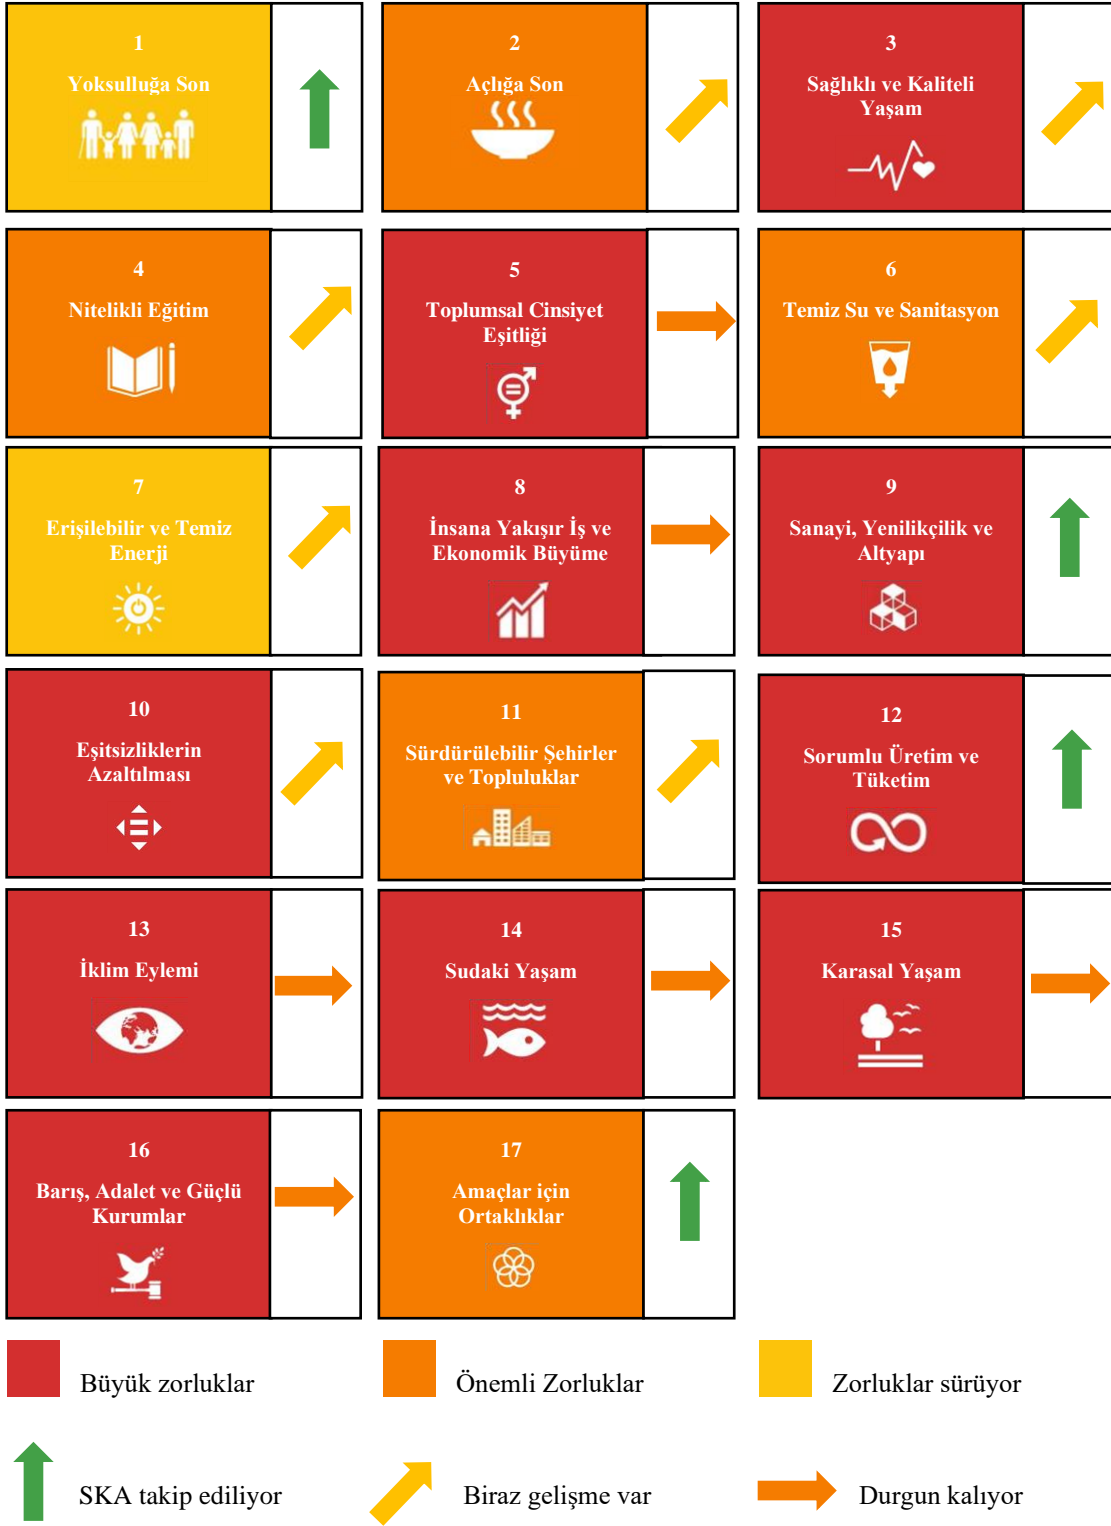 1
Yoksulluğa Son
2
Açlığa Son
3
Sağlıklı ve Kaliteli
Yaşam
4
Nitelikli Eğitim
5
Toplumsal Cinsiyet
Eşitliği
6
Temiz Su ve Sanitasyon
7
Erişilebilir ve Temiz
Enerji
8
İnsana Yakışır İş ve
Ekonomik Büyüme
9
Sanayi, Yenilikçilik ve
Altyapı
10
Eşitsizliklerin
Azaltılması
11
Sürdürülebilir Şehirler
ve Topluluklar
12
Sorumlu Üretim ve
Tüketim
13
İklim Eylemi
14
Sudaki Yaşam
15
Karasal Yaşam
16
Barış, Adalet ve Güçlü
Kurumlar
17
Amaçlar için
Ortaklıklar
Büyük zorluklar
Önemli Zorluklar
Zorluklar sürüyor
SKA takip ediliyor
Biraz gelişme var
Durgun kalıyor